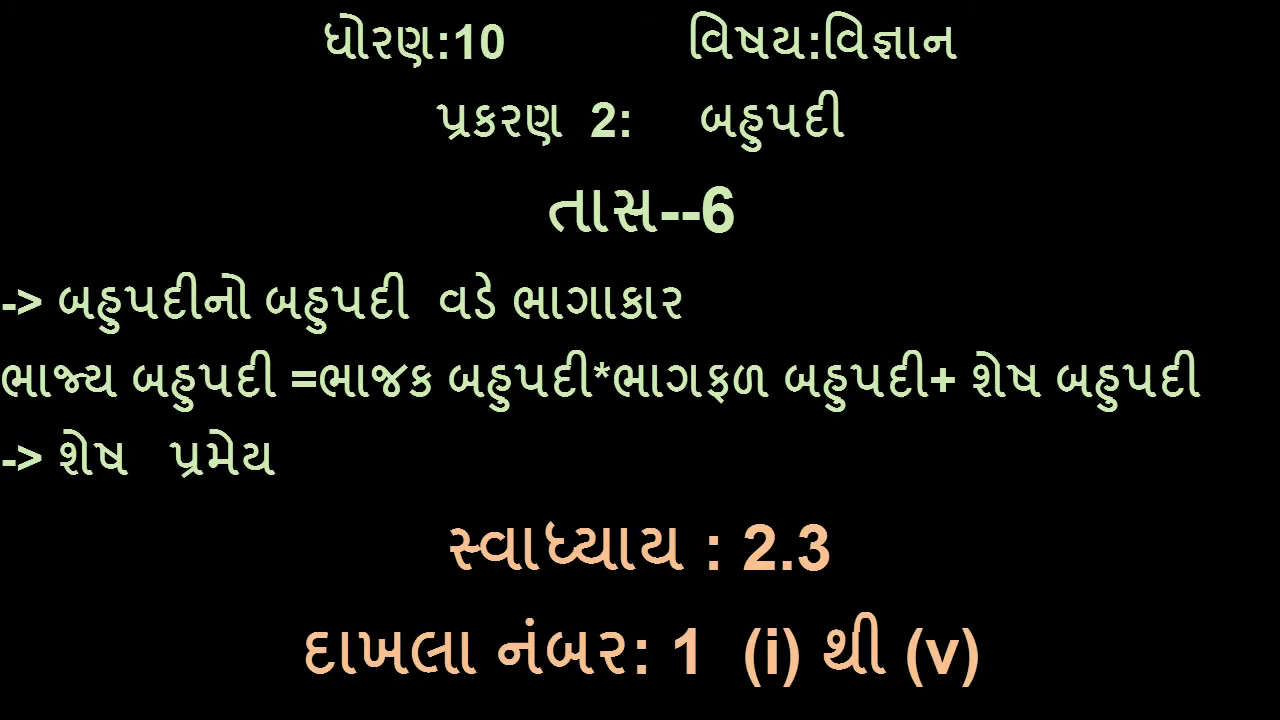 ધોરણ:10 વિષય:વિજ્ઞાન
પ્રકરણ 2: બહુપદી
તાસ--6
-> બહુપદીનો બહુપદી વડે ભાગાકાર
ભાજ્ય બહુપદી =ભાજક બહુપદી*ભાગફળ બહુપદી+ શેષ બહુપદી
-> શેષ પ્રમેય
સ્વાધ્યાય : 2.3
દાખલા નંબર: 1 (i) થી (v)